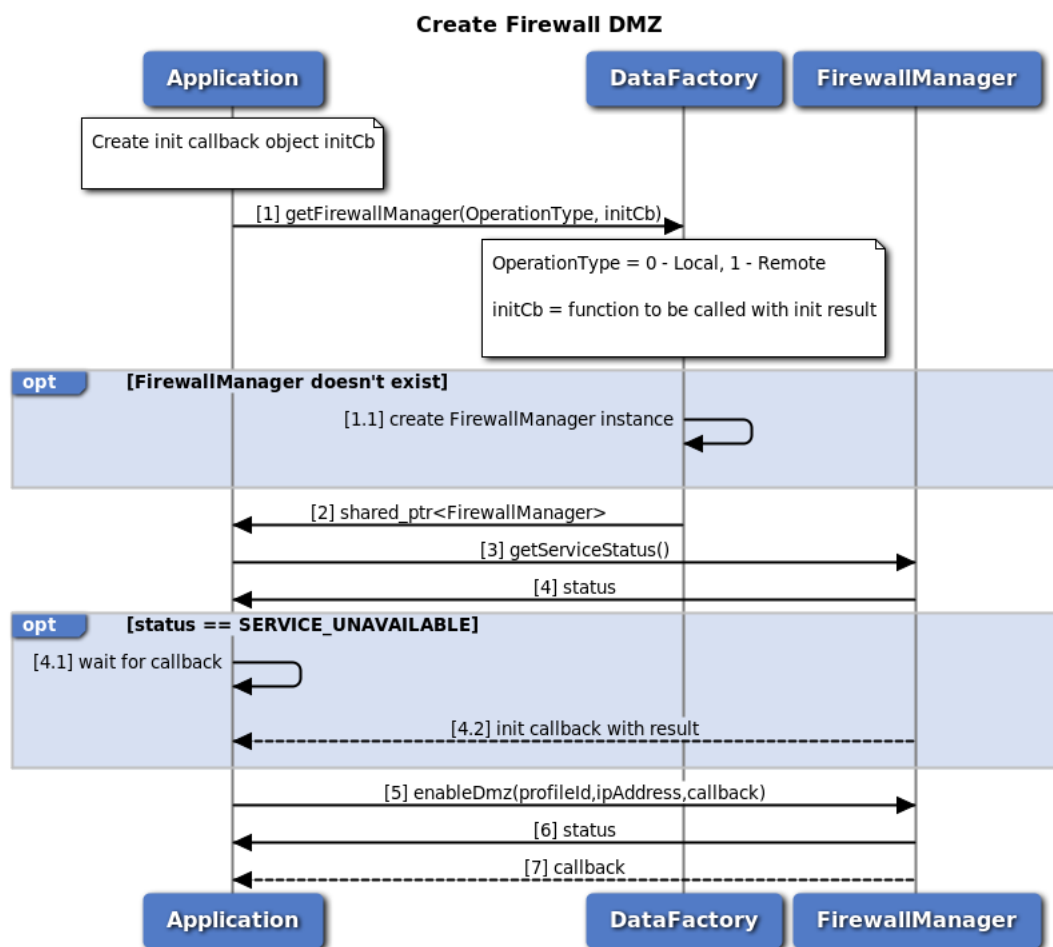 Create Firewall DMZ
Application
DataFactory
FirewallManager
Create init callback object initCb
[1] getFirewallManager(OperationType, initCb)
OperationType = 0 - Local, 1 - Remote
initCb = function to be called with init result
opt
[FirewallManager doesn't exist]
[1.1] create FirewallManager instance
[2] shared_ptr<FirewallManager>
[3] getServiceStatus()
[4] status
opt
[status == SERVICE_UNAVAILABLE]
[4.1] wait for callback
[4.2] init callback with result
[5] enableDmz(profileId,ipAddress,callback)
[6] status
[7] callback
Application
DataFactory
FirewallManager